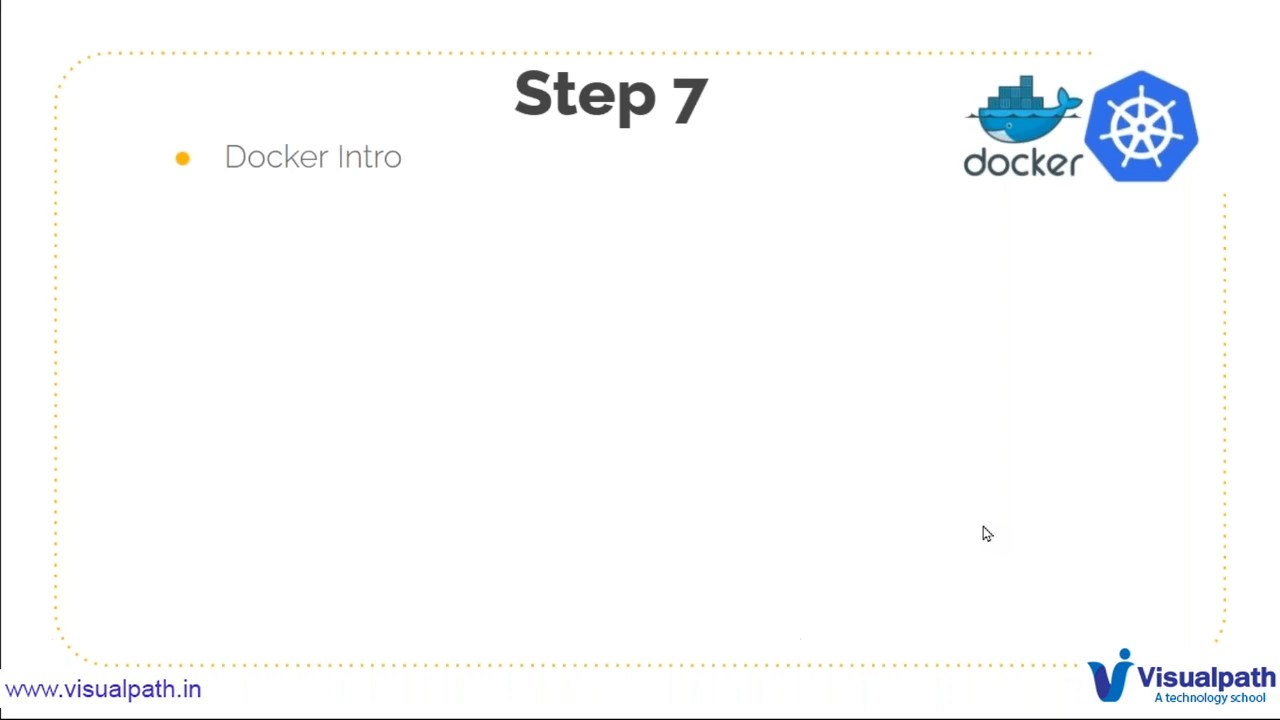 Step 7
Docker Intro
docker
www.visualpath.in
Visualpath
A technology school